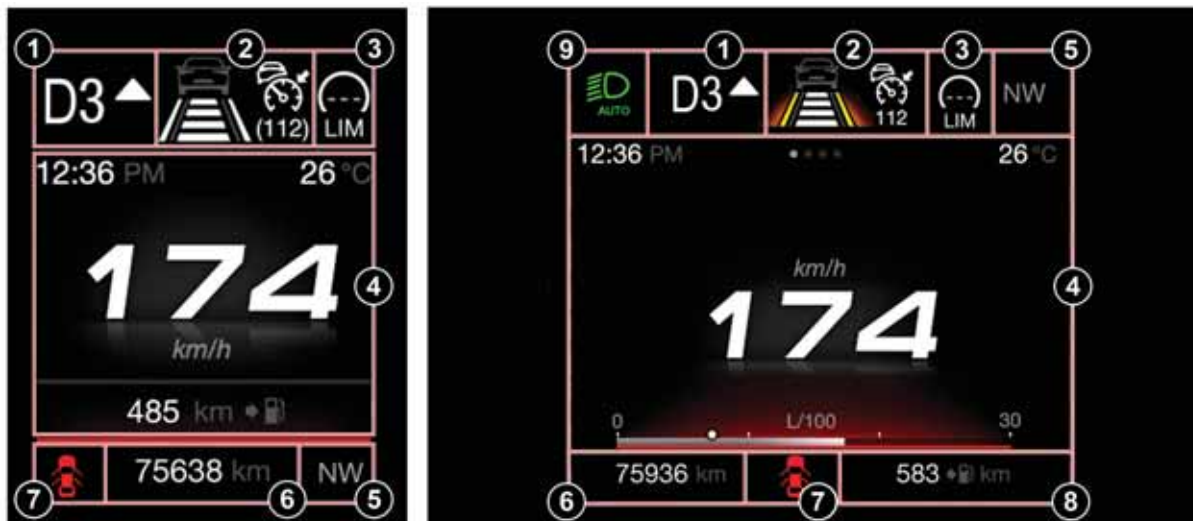 1 2 3
D3
(112)
LIM
12:36 PM 26 °C
174
4
km/h
485 km
75638 km NW
7 6 5
9 1 2 3 5
AUTO D3 112 LIM NW
12:36 PM 26 °C
km/h
174
4
0 L/100 30
75936 km 583 km
6 7 8